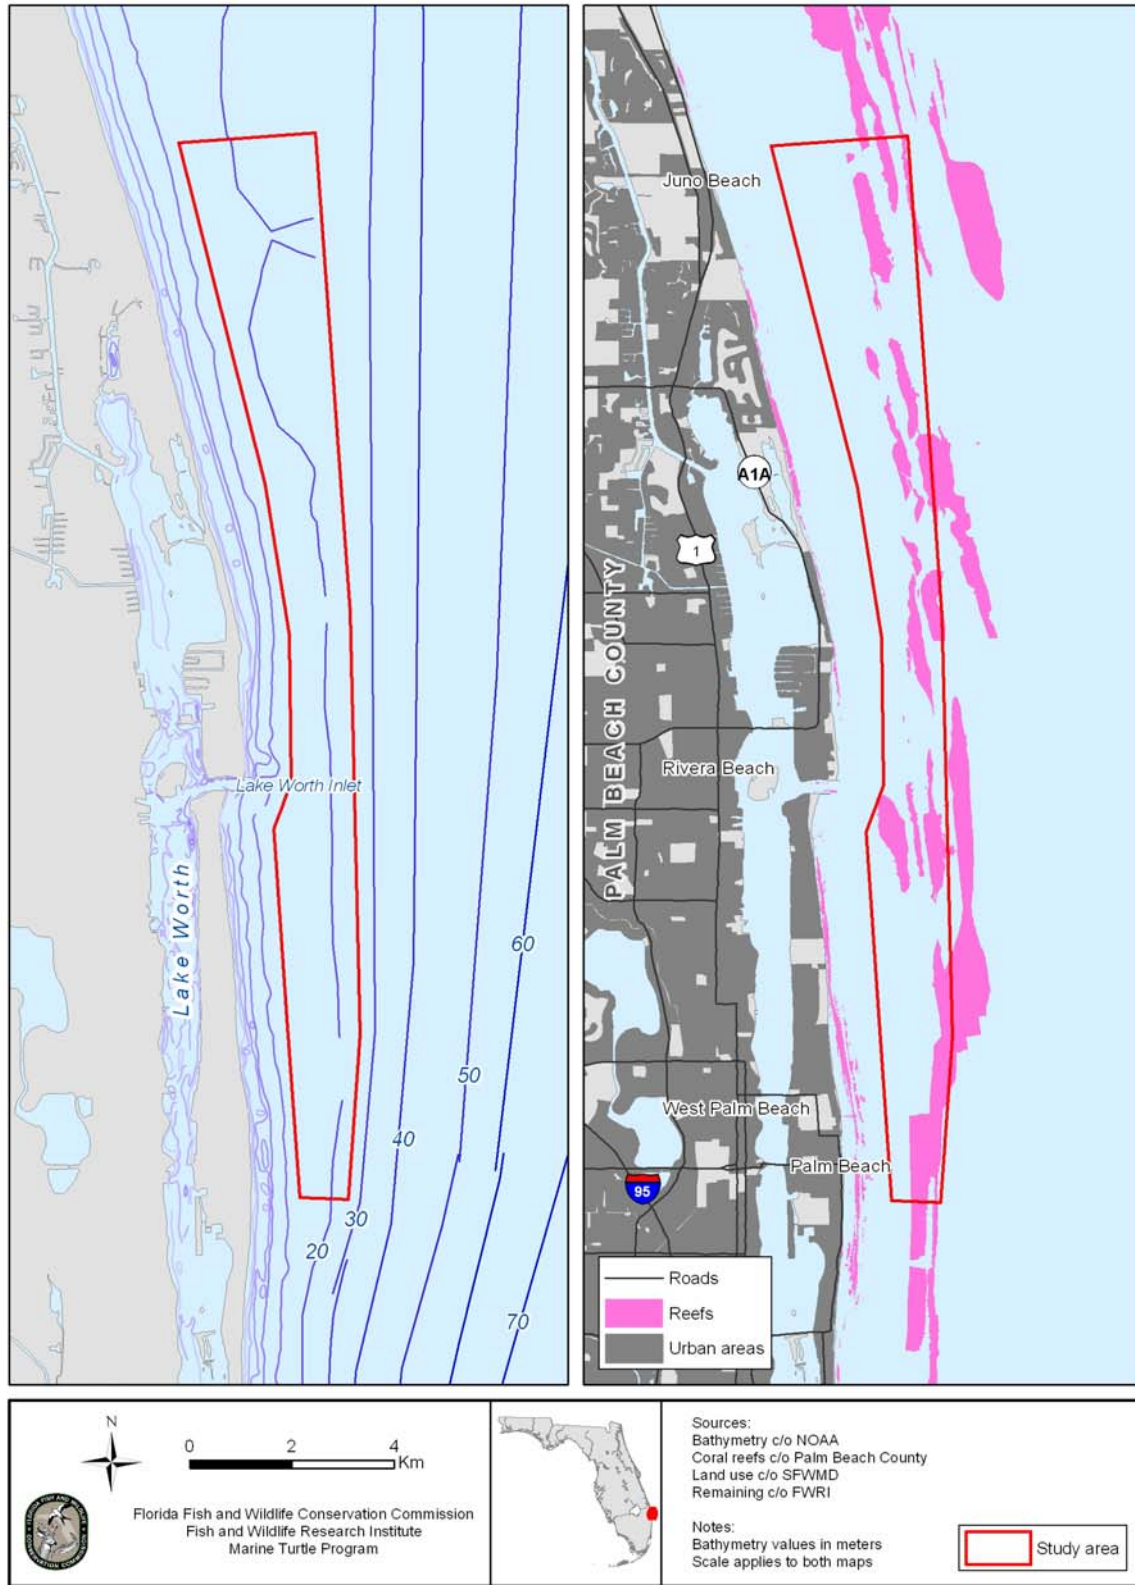 Lake Worth Inlet
Lake Worth
60
50
40
30
20
70
Juno Beach
A1A
1
PALM BEACH COUNTY
Rivera Beach
West Palm Beach
Palm Beach
95
Roads
Reefs
Urban areas
N
0 2 4
Km
Florida Fish and Wildlife Conservation Commission
Fish and Wildlife Research Institute
Marine Turtle Program
Sources:
Bathymetry c/o NOAA
Coral reefs c/o Palm Beach County
Land use c/o SFWMD
Remaining c/o FWRI
Notes:
Bathymetry values in meters
Scale applies to both maps
Study area